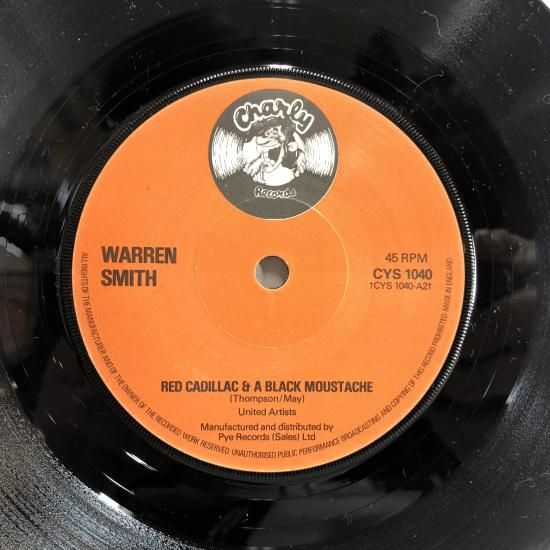 Charly
Records
WARREN
SMITH
45 RPM
CYS 1040
†CYS 1040-A2†
RED CADILLAC & A BLACK MOUSTACHE
(Thompson/May)
United Artists
Manufactured and distributed by
Pye Records (Sales) Ltd
ALL RIGHTS OF THE MANUFACTURER AND OF THE OWNER OF THE RECORDED WORK RESERVED · UNAUTHORISED PUBLIC PERFORMANCE BROADCASTING AND COPYING OF THIS RECORD PROHIBITED MADE IN ENGLAND